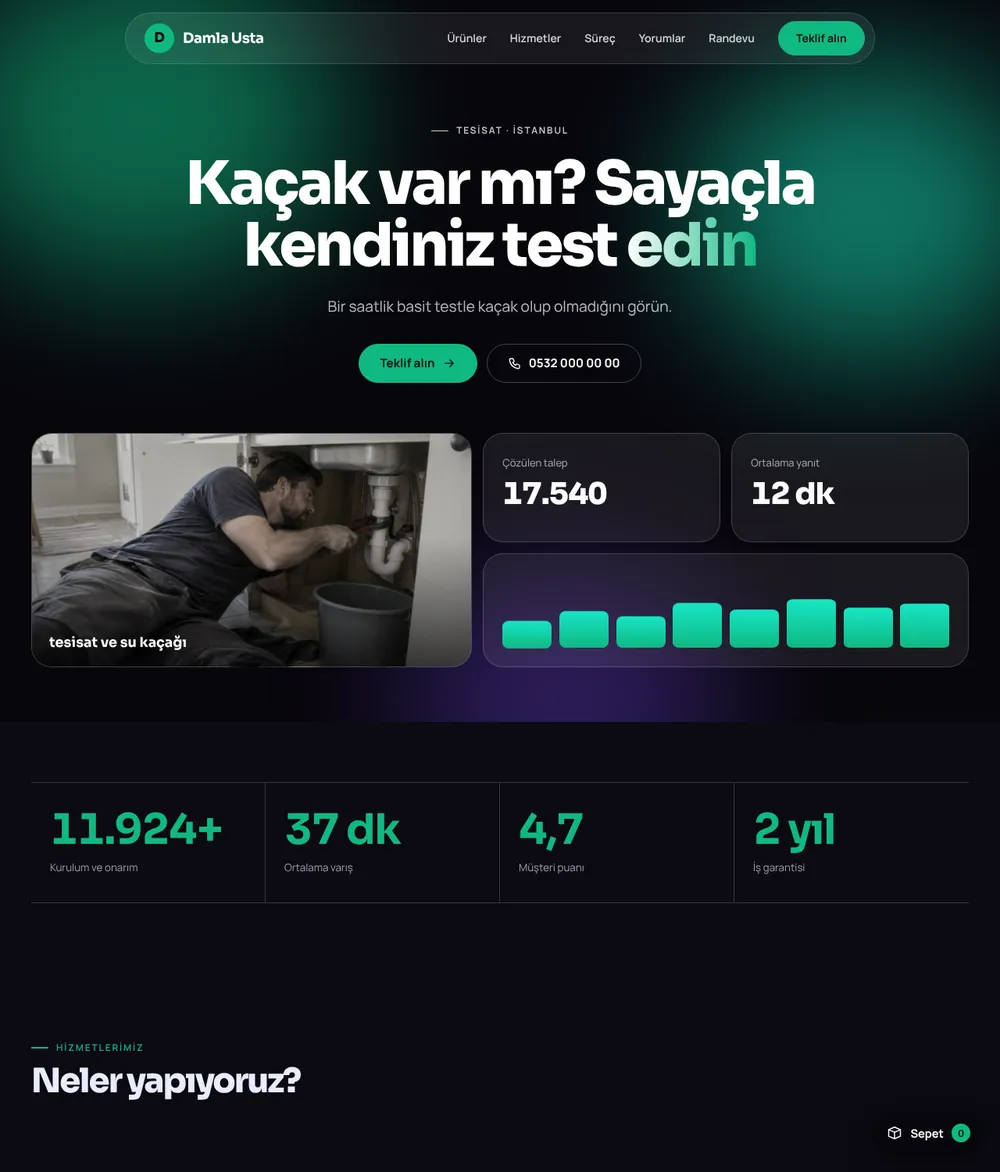 D Damla Usta
Ürünler Hizmetler Süreç Yorumlar Randevu Teklif alın
TESİSAT · İSTANBUL
Kaçak var mı? Sayaçla
kendiniz test edin
Bir saatlik basit testle kaçak olup olmadığını görün.
Teklif alın → 0532 000 00 00
Çözülen talep
17.540
Ortalama yanıt
12 dk
tesisat ve su kaçağı
11.924+
Kurulum ve onarım
37 dk
Ortalama varış
4,7
Müşteri puanı
2 yıl
İş garantisi
HİZMETLERİMİZ
Neler yapıyoruz?
Sepet 0